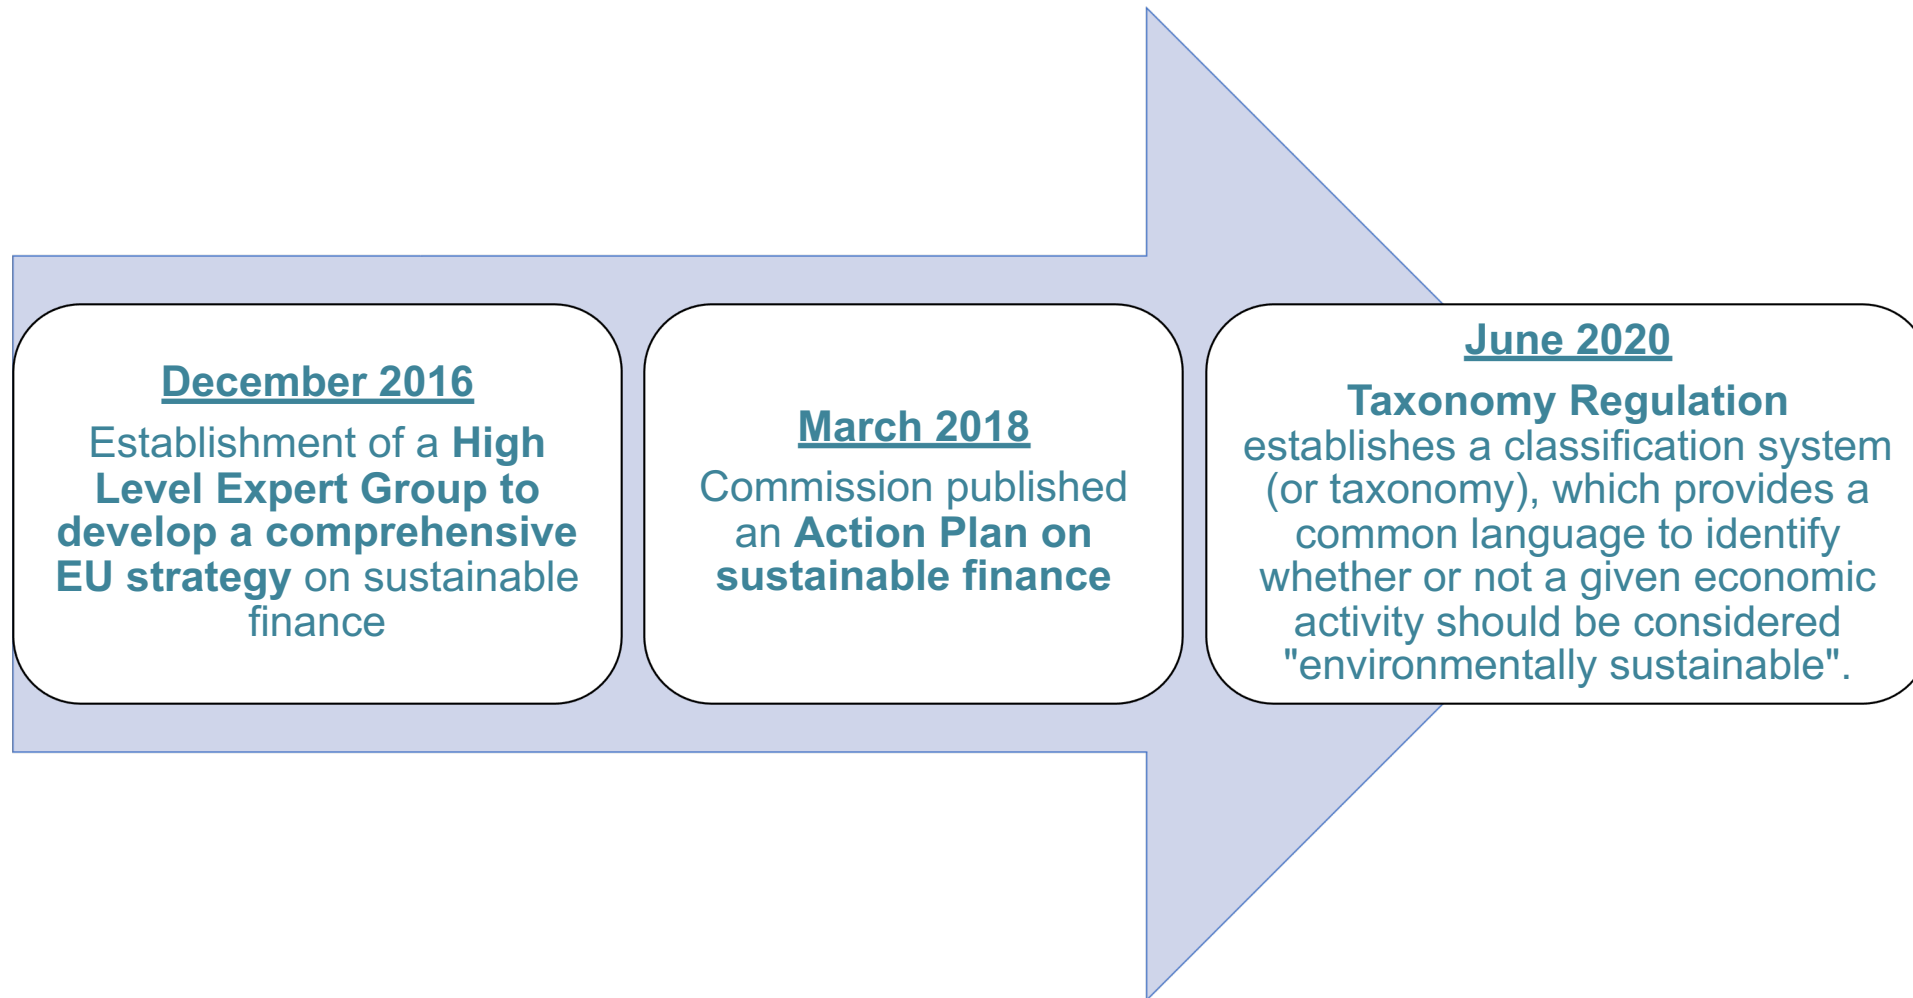 December 2016
Establishment of a High
Level Expert Group to
develop a comprehensive
EU strategy on sustainable
finance
March 2018
Commission published
an Action Plan on
sustainable finance
June 2020
Taxonomy Regulation
establishes a classification system
(or taxonomy), which provides a
common language to identify
whether or not a given economic
activity should be considered
"environmentally sustainable".